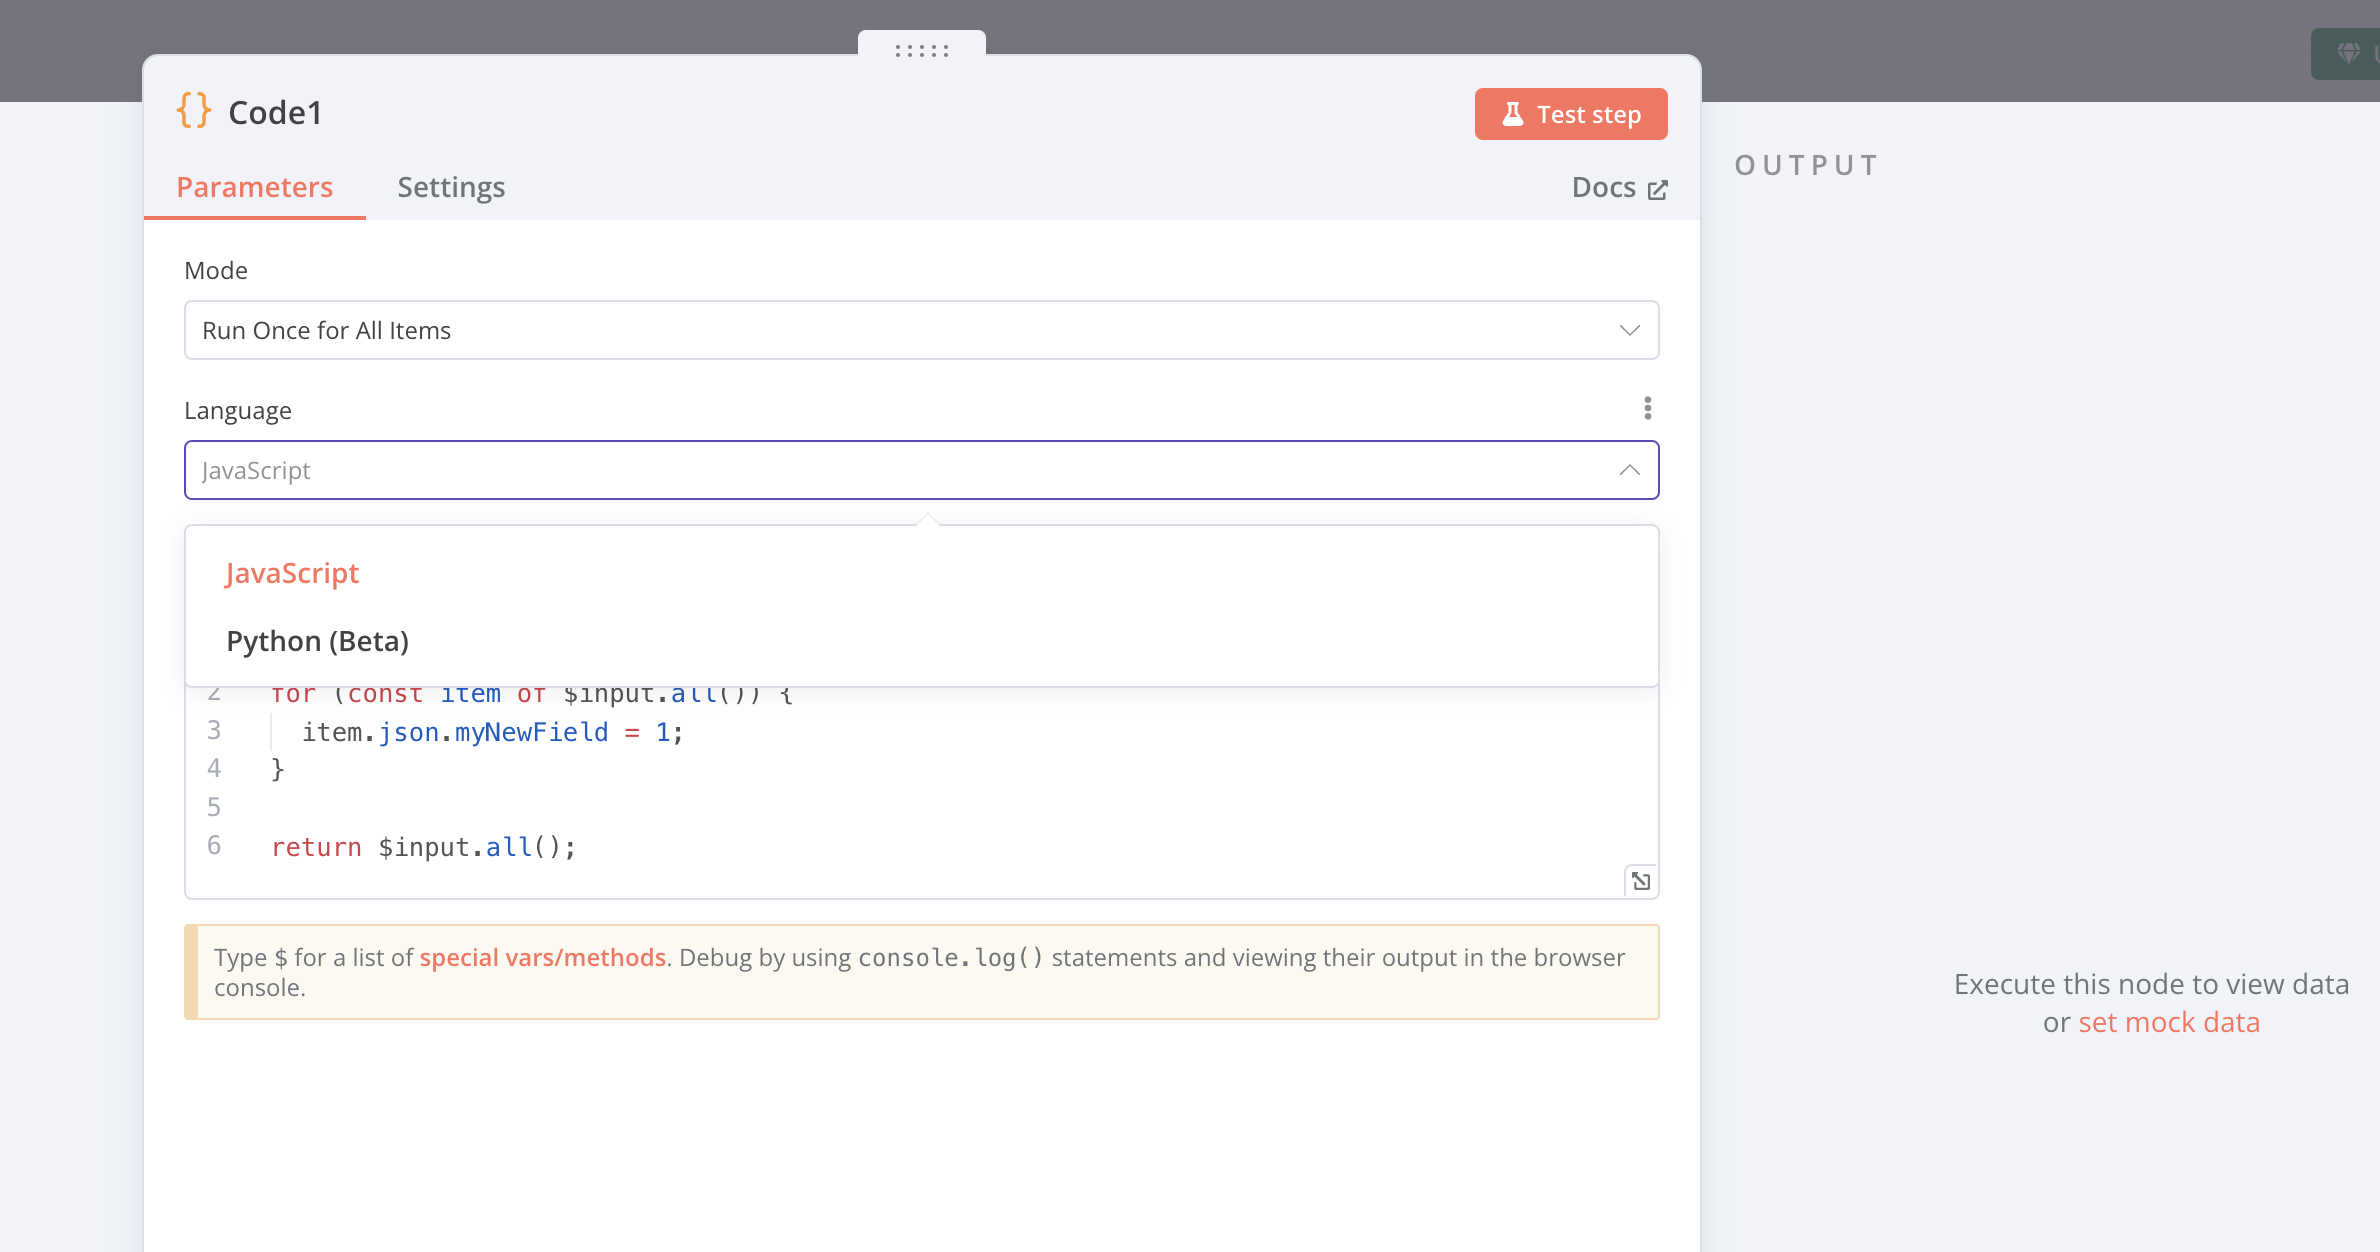 Code1
Test step
Parameters
Settings
Docs
OUTPUT
Mode
Run Once for All Items
Language
JavaScript
JavaScript
Python (Beta)
2 for (const item of $input.all()) {
3 item.json.myNewField = 1;
4 }
5
6 return $input.all();
Type $ for a list of special vars/methods. Debug by using console.log() statements and viewing their output in the browser
console.
Execute this node to view data
or set mock data